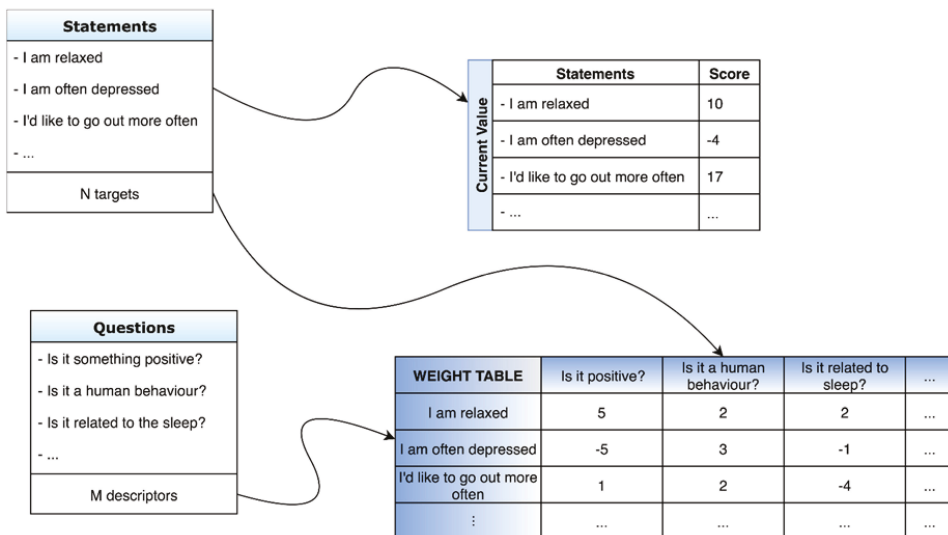 Statements
- I am relaxed
- I am often depressed
- I'd like to go out more often
- ...
N targets
Current Value
Statements Score
- I am relaxed 10
- I am often depressed -4
- I'd like to go out more often 17
- ... ...
Questions
- Is it something positive?
- Is it a human behaviour?
- Is it related to the sleep?
- ...
M descriptors
WEIGHT TABLE Is it positive? Is it a human behaviour? Is it related to sleep? ...
I am relaxed 5 2 2 ...
I am often depressed -5 3 -1 ...
I'd like to go out more often 1 2 -4 ...
⋮ ... ... ... ...